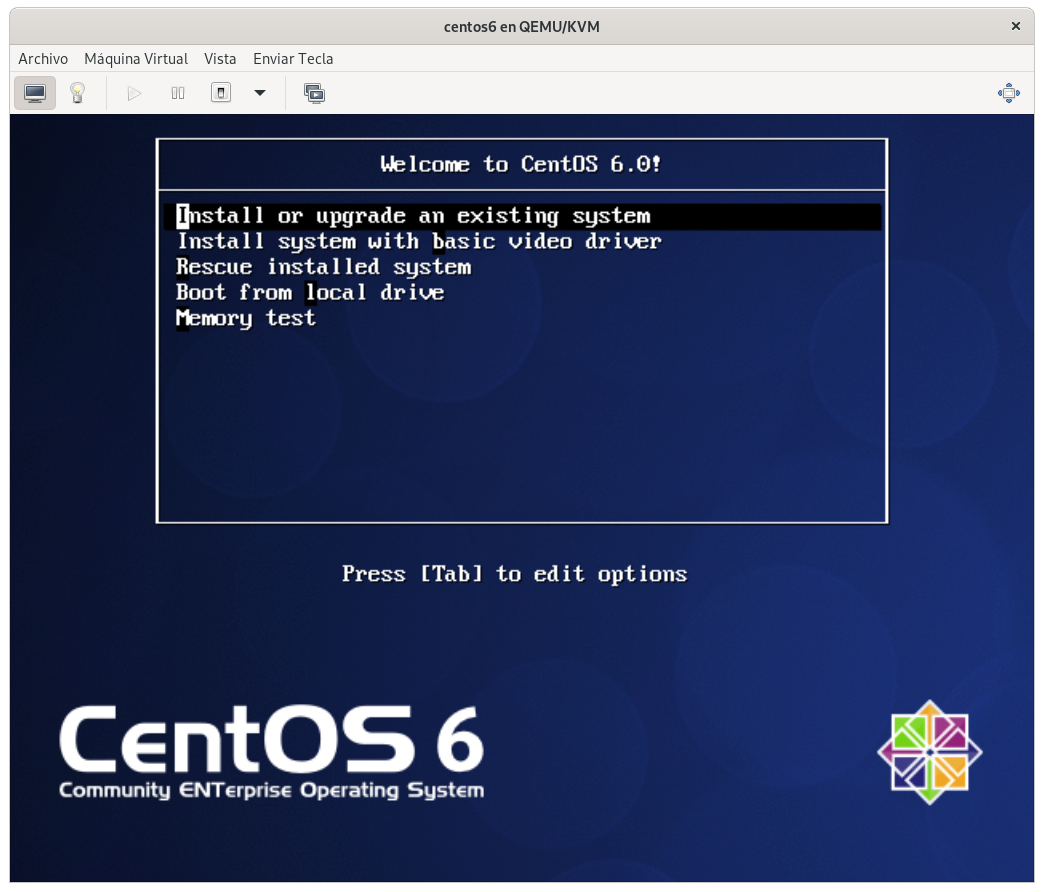 centos6 en QEMU/KVM
Archivo Máquina Virtual Vista Enviar Tecla
Welcome to CentOS 6.0!
Install or upgrade an existing system
Install system with basic video driver
Rescue installed system
Boot from local drive
Memory test
Press [Tab] to edit options
CentOS 6
Community ENTerprise Operating System